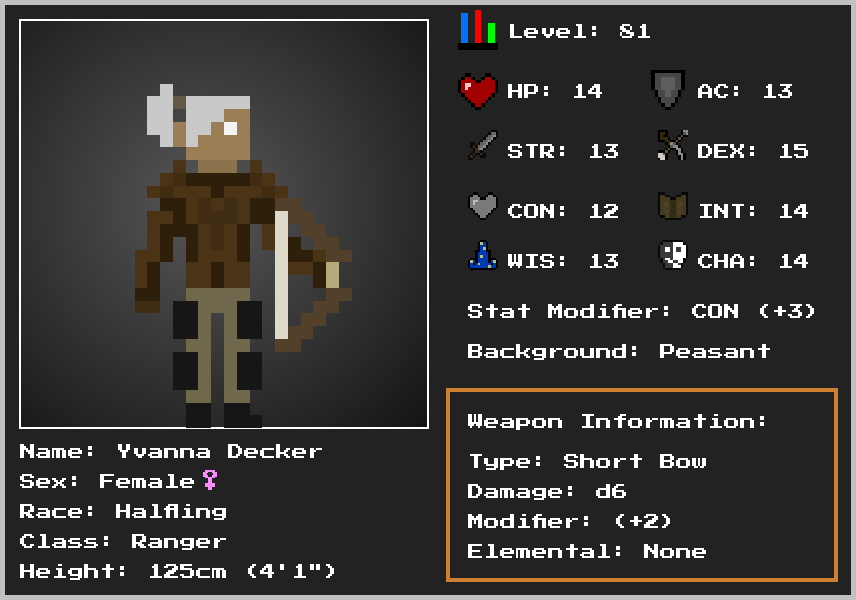 Level: 81
HP: 14 AC: 13
STR: 13 DEX: 15
CON: 12 INT: 14
WIS: 13 CHA: 14
Stat Modifier: CON (+3)
Background: Peasant
Weapon Information:
Type: Short Bow
Damage: d6
Modifier: (+2)
Elemental: None
Name: Yvanna Decker
Sex: Female♀
Race: Halfling
Class: Ranger
Height: 125cm (4'1")